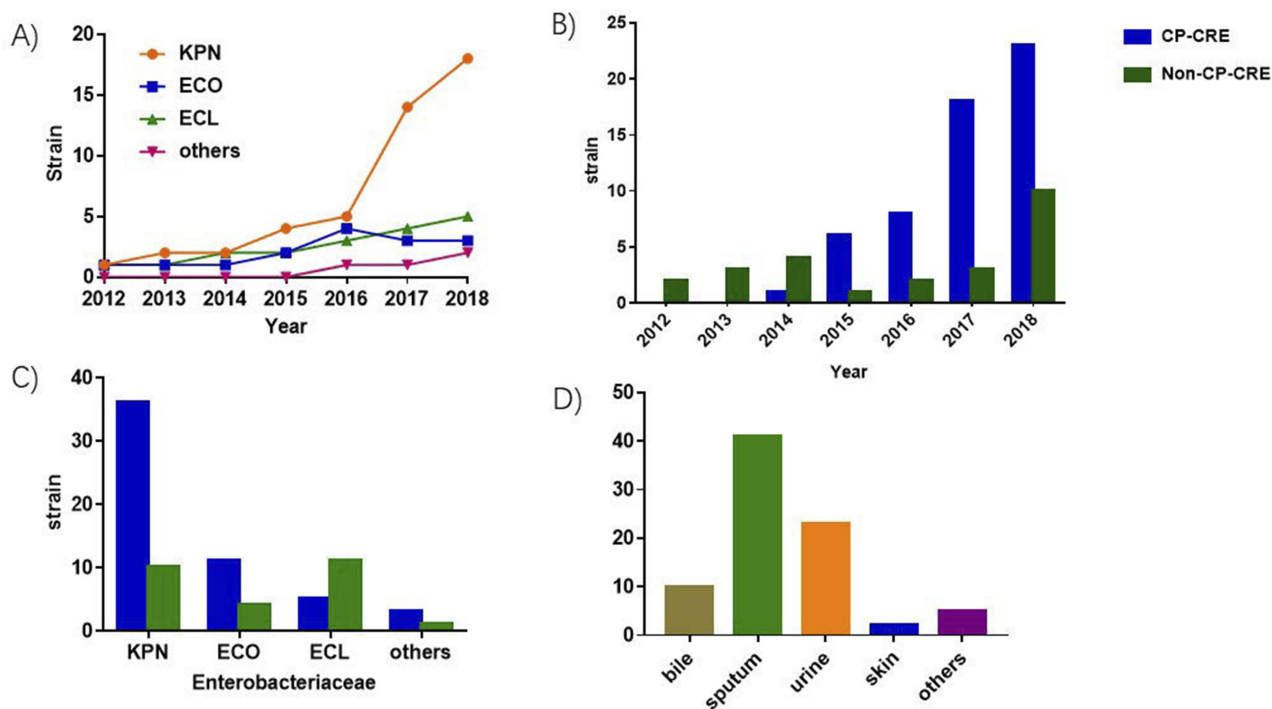 A)
Strain
20
15
10
5
0
KPN
ECO
ECL
others
2012 2013 2014 2015 2016 2017 2018
Year
B)
strain
25
20
15
10
5
0
2012 2013 2014 2015 2016 2017 2018
Year
CP-CRE
Non-CP-CRE
C)
strain
40
30
20
10
0
KPN ECO ECL others
Enterobacteriaceae
D)
50
40
30
20
10
0
bile sputum urine skin others